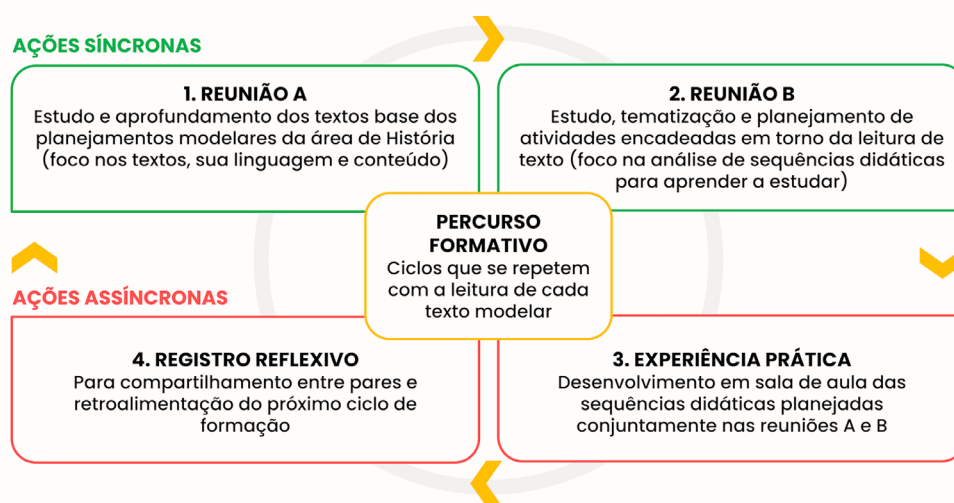 AÇÕES SÍNCRONAS
1. REUNIÃO A
Estudo e aprofundamento dos textos base dos
planejamentos modelares da área de História
(foco nos textos, sua linguagem e conteúdo)
2. REUNIÃO B
Estudo, tematização e planejamento de
atividades encadeadas em torno da leitura de
texto (foco na análise de sequências didáticas
para aprender a estudar)
PERCURSO
FORMATIVO
Ciclos que se repetem
com a leitura de cada
texto modelar
AÇÕES ASSÍNCRONAS
4. REGISTRO REFLEXIVO
Para compartilhamento entre pares e
retroalimentação do próximo ciclo de
formação
3. EXPERIÊNCIA PRÁTICA
Desenvolvimento em sala de aula das
sequências didáticas planejadas
conjuntamente nas reuniões A e B